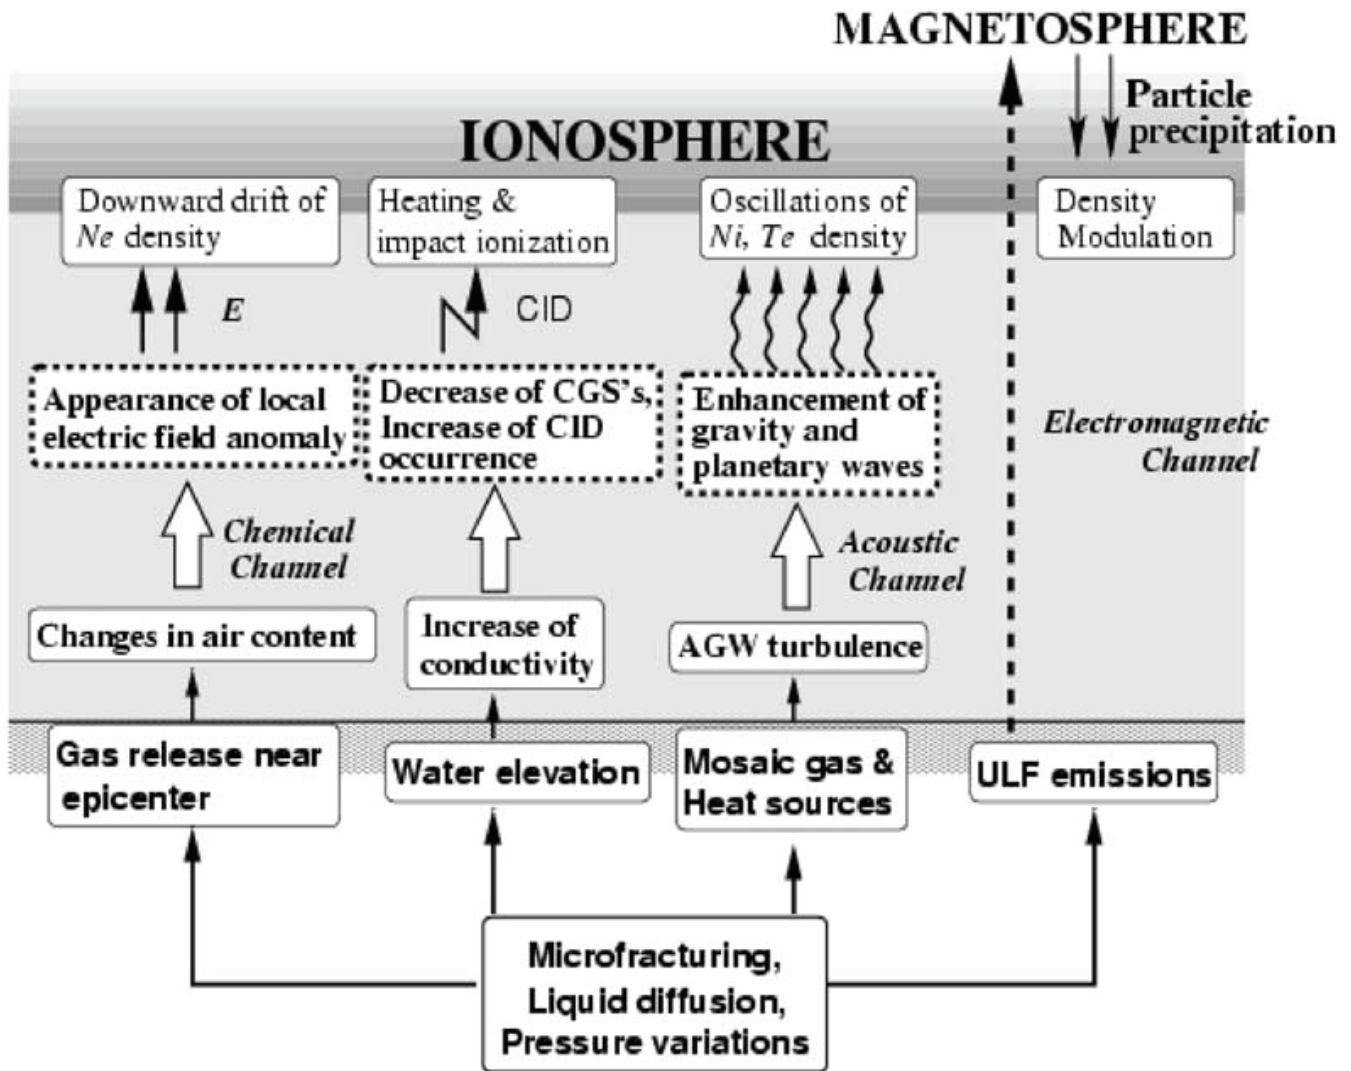 MAGNETOSPHERE
Particle
precipitation
IONOSPHERE
Downward drift of
Ne density
Heating &
impact ionization
Oscillations of
Ni, Te density
Density
Modulation
E
CID
Appearance of local
electric field anomaly
Decrease of CGS's,
Increase of CID
occurrence
Enhancement of
gravity and
planetary waves
Electromagnetic
Channel
Chemical
Channel
Acoustic
Channel
Changes in air content
Increase of
conductivity
AGW turbulence
Gas release near
epicenter
Water elevation
Mosaic gas &
Heat sources
ULF emissions
Microfracturing,
Liquid diffusion,
Pressure variations